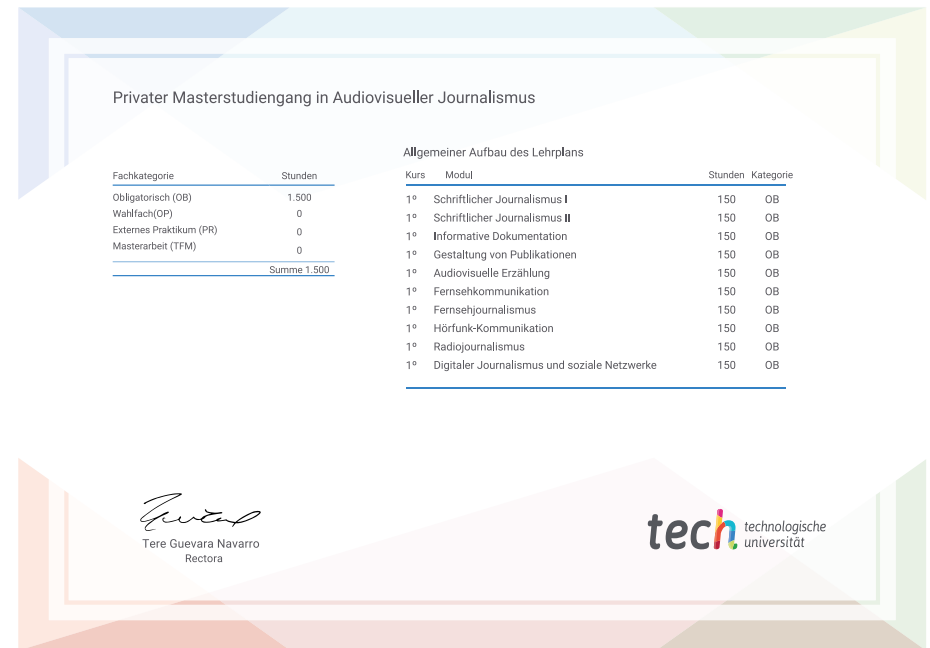 Privater Masterstudiengang in Audiovisueller Journalismus
Fachkategorie Stunden
Obligatorisch (OB) 1.500
Wahlfach(OP) 0
Externes Praktikum (PR) 0
Masterarbeit (TFM) 0
Summe 1.500
Allgemeiner Aufbau des Lehrplans
Kurs Modul Stunden Kategorie
1º Schriftlicher Journalismus I 150 OB
1º Schriftlicher Journalismus II 150 OB
1º Informative Dokumentation 150 OB
1º Gestaltung von Publikationen 150 OB
1º Audiovisuelle Erzählung 150 OB
1º Fernsehkommunikation 150 OB
1º Fernsehjournalismus 150 OB
1º Hörfunk-Kommunikation 150 OB
1º Radiojournalismus 150 OB
1º Digitaler Journalismus und soziale Netzwerke 150 OB
Tere Guevara Navarro
Rectora
tech technologische
universität